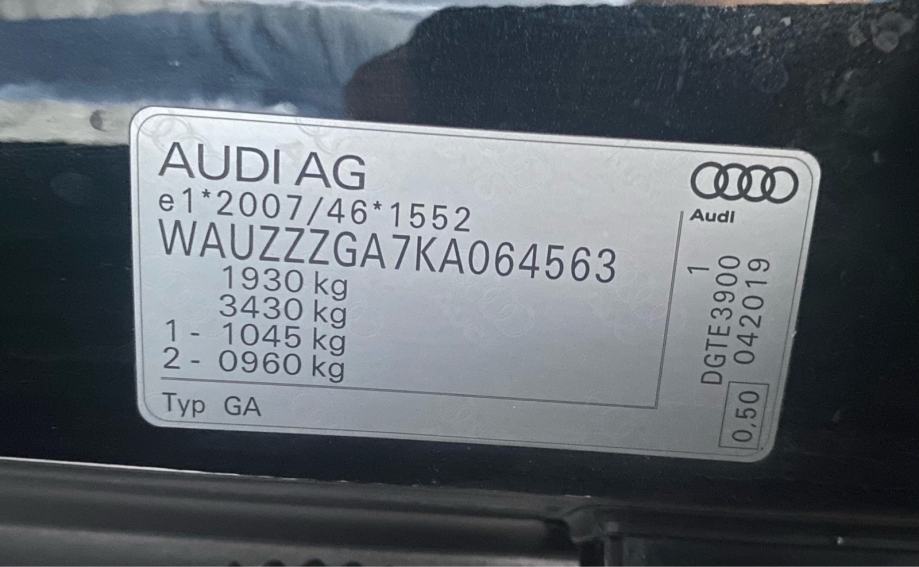 AUDI AG
e1*2007/46*1552
WAUZZZGA7KA064563
1930 kg
3430 kg
1 - 1045 kg
2 - 0960 kg
Typ GA
Audi
1
DGTE3900
042019
0,50